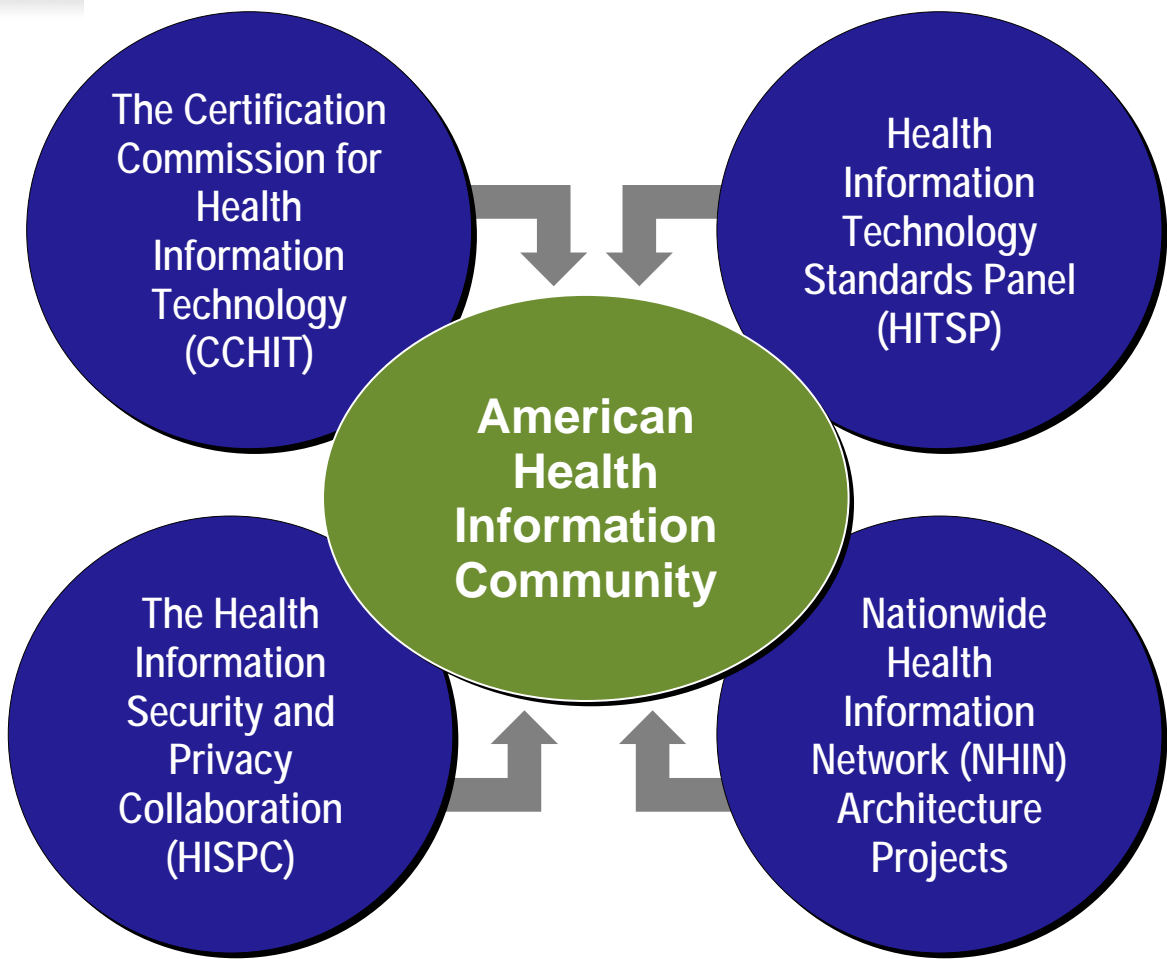 The Certification
Commission for
Health
Information
Technology
(CCHIT)
Health
Information
Technology
Standards Panel
(HITSP)
American
Health
Information
Community
The Health
Information
Security and
Privacy
Collaboration
(HISPC)
Nationwide
Health
Information
Network (NHIN)
Architecture
Projects